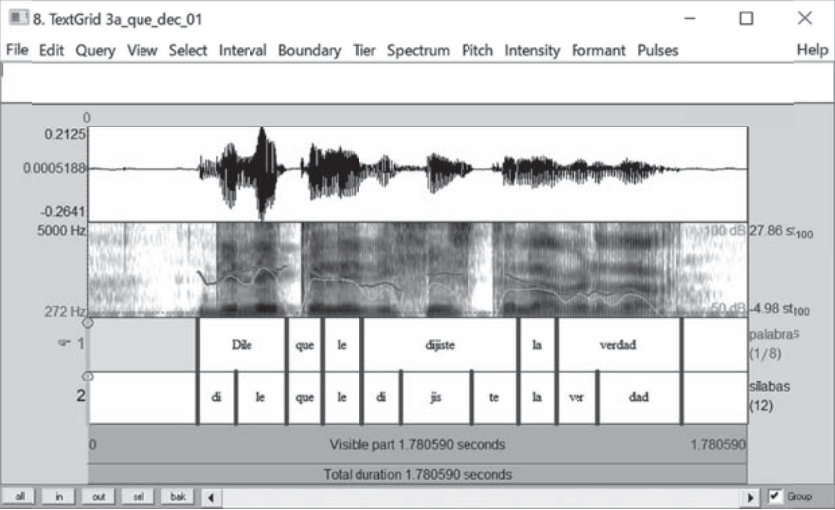 8. TextGrid 3a_que_dec_01
File Edit Query View Select Interval Boundary Tier Spectrum Pitch Intensity Formant Pulses Help
0
0.2125
0.0005188
-0.2641
5000 Hz 100 dB 27.86 st100
272 Hz 50 dB -4.98 st100
1 Dile que le dijiste la verdad palabras
(1/8)
2 di le que le di jis te la ver dad sílabas
(12)
0 Visible part 1.780590 seconds 1.780590
Total duration 1.780590 seconds
all in out sel bak Group